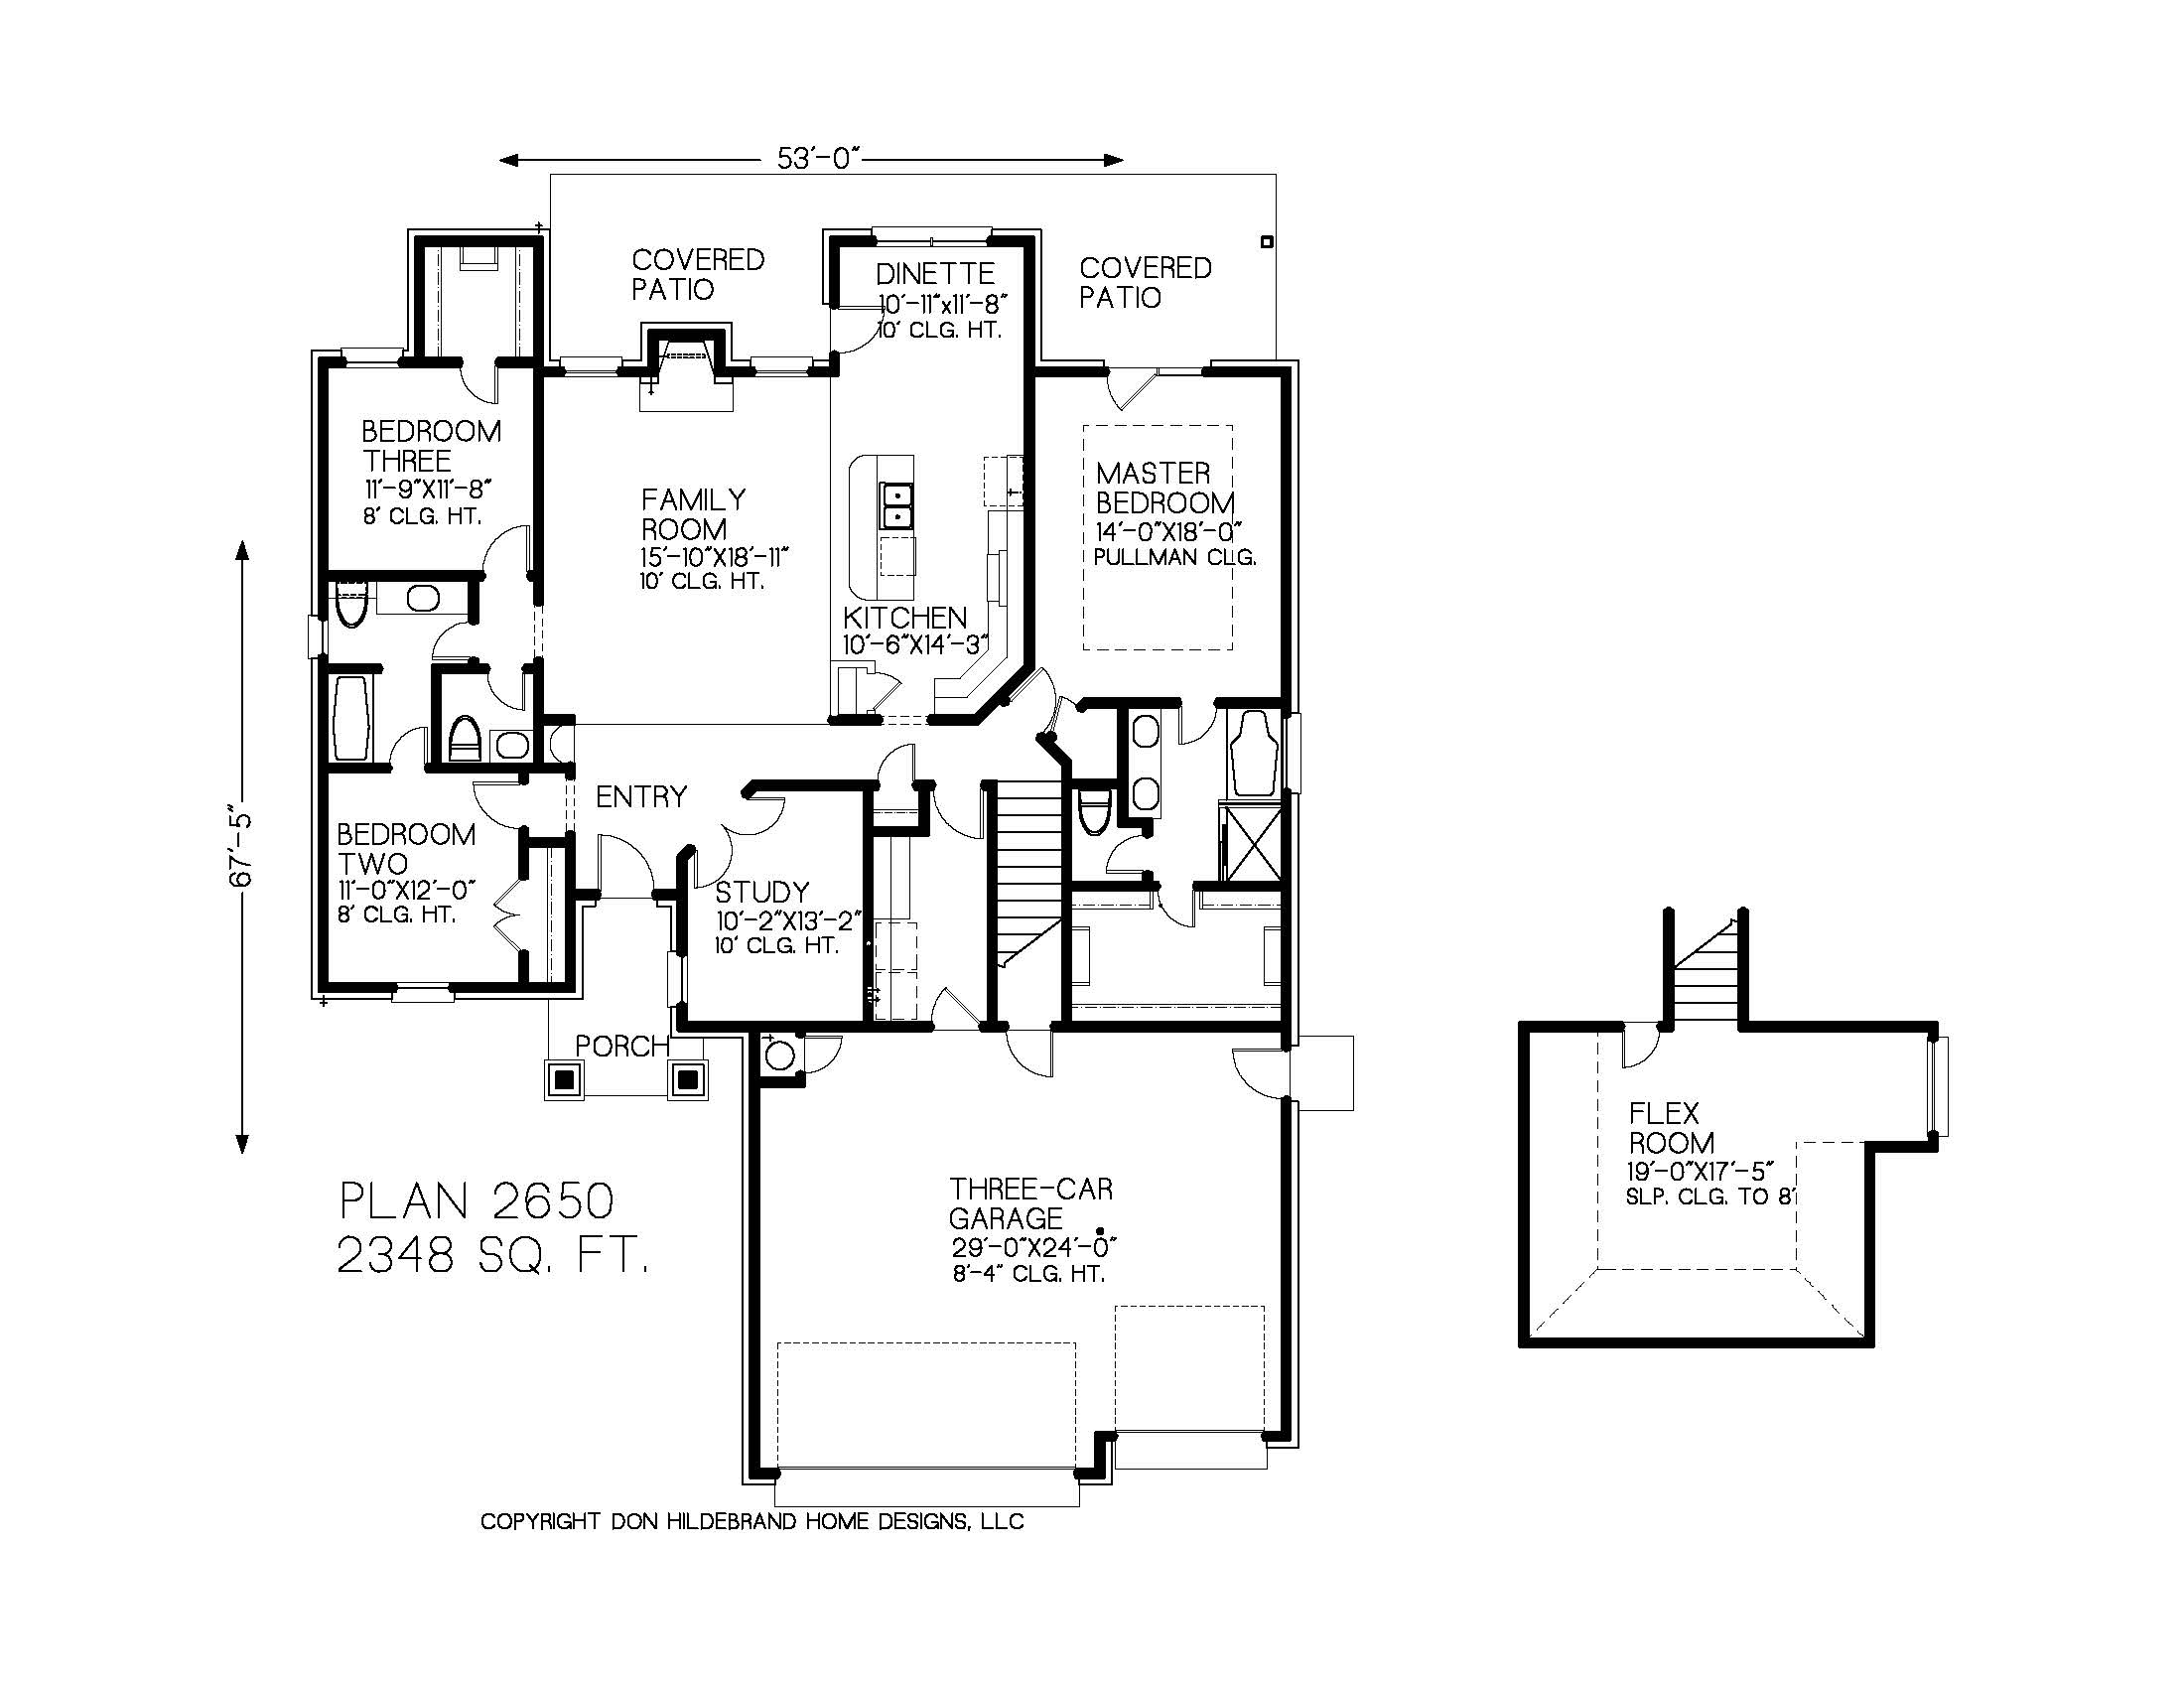 53'-0"
COVERED
PATIO
DINETTE
10'-11"x11'-8"
10' CLG. HT.
COVERED
PATIO
BEDROOM
THREE
11'-9"X11'-8"
8' CLG. HT.
FAMILY
ROOM
15'-10"X18'-11"
10' CLG. HT.
MASTER
BEDROOM
14'-0"X18'-0"
PULLMAN CLG.
KITCHEN
10'-6"X14'-3"
67'-5"
ENTRY
BEDROOM
TWO
11'-0"X12'-0"
8' CLG. HT.
STUDY
10'-2"X13'-2"
10' CLG. HT.
PORCH
FLEX
ROOM
19'-0"X17'-5"
SLP. CLG. TO 8'
THREE-CAR
GARAGE
29'-0"X24'-0"
8'-4" CLG. HT.
PLAN 2650
2348 SQ. FT.
COPYRIGHT DON HILDEBRAND HOME DESIGNS, LLC